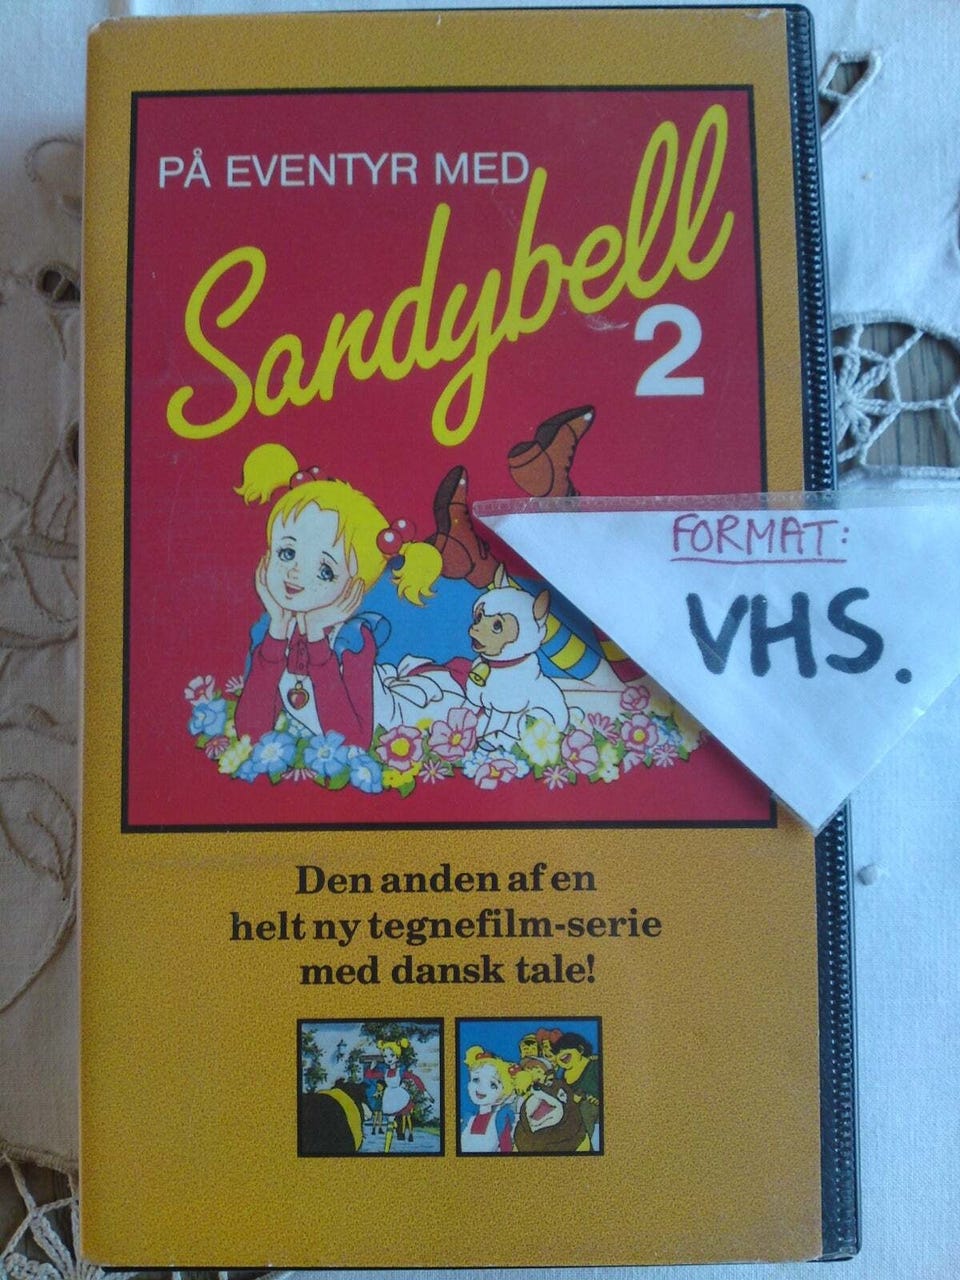 PÅ EVENTYR MED
Sandybell
2
FORMAT:
VHS.
Den anden af en
helt ny tegnefilm-serie
med dansk tale!